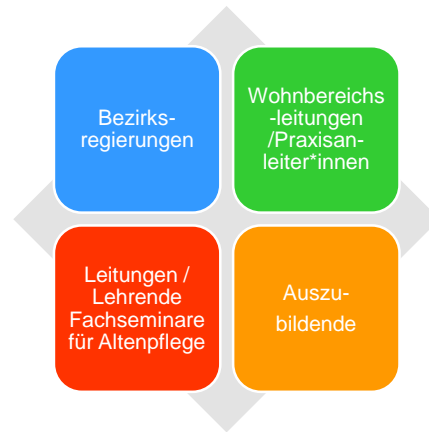 Bezirks-
regierungen
Wohnbereichs
-leitungen
/Praxisan-
leiter*innen
Leitungen /
Lehrende
Fachseminare
für Altenpflege
Auszu-
bildende